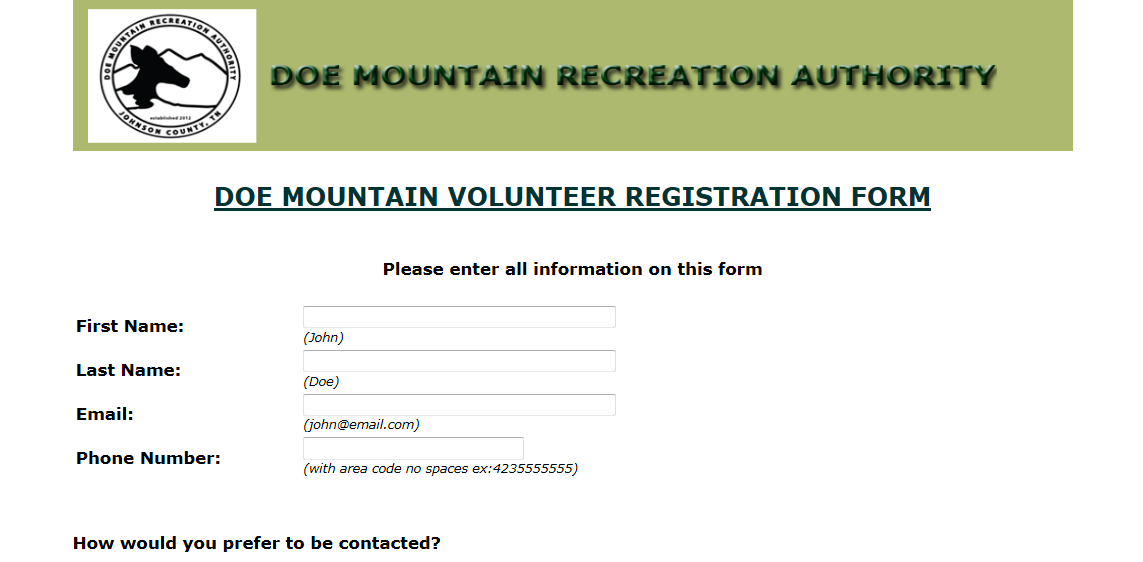 DOE MOUNTAIN RECREATION AUTHORITY
established 2012
JOHNSON COUNTY, TN
DOE MOUNTAIN RECREATION AUTHORITY
DOE MOUNTAIN VOLUNTEER REGISTRATION FORM
Please enter all information on this form
First Name:
(John)
Last Name:
(Doe)
Email:
(john@email.com)
Phone Number:
(with area code no spaces ex:4235555555)
How would you prefer to be contacted?